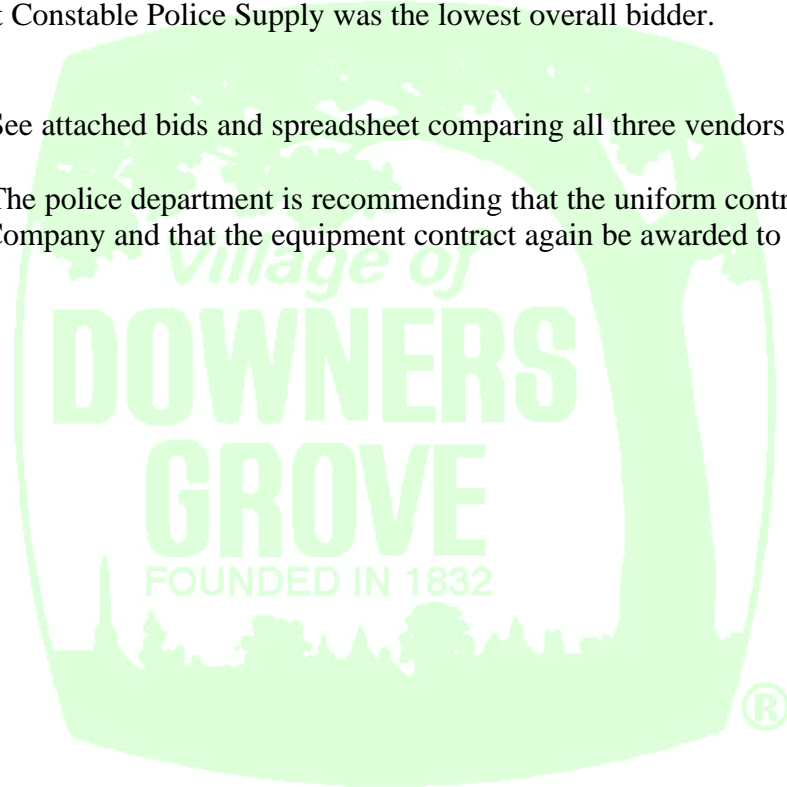 t Constable Police Supply was the lowest overall bidder.
See attached bids and spreadsheet comparing all three vendors
The police department is recommending that the uniform contr
Company and that the equipment contract again be awarded to
Village of
DOWNERS
GROVE
FOUNDED IN 1832
®